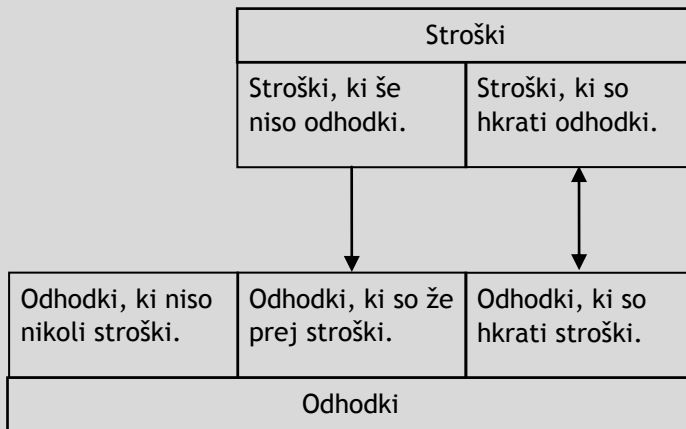 Stroški
Stroški, ki še
niso odhodki.
Stroški, ki so
hkrati odhodki.
Odhodki, ki niso
nikoli stroški.
Odhodki, ki so že
prej stroški.
Odhodki, ki so
hkrati stroški.
Odhodki